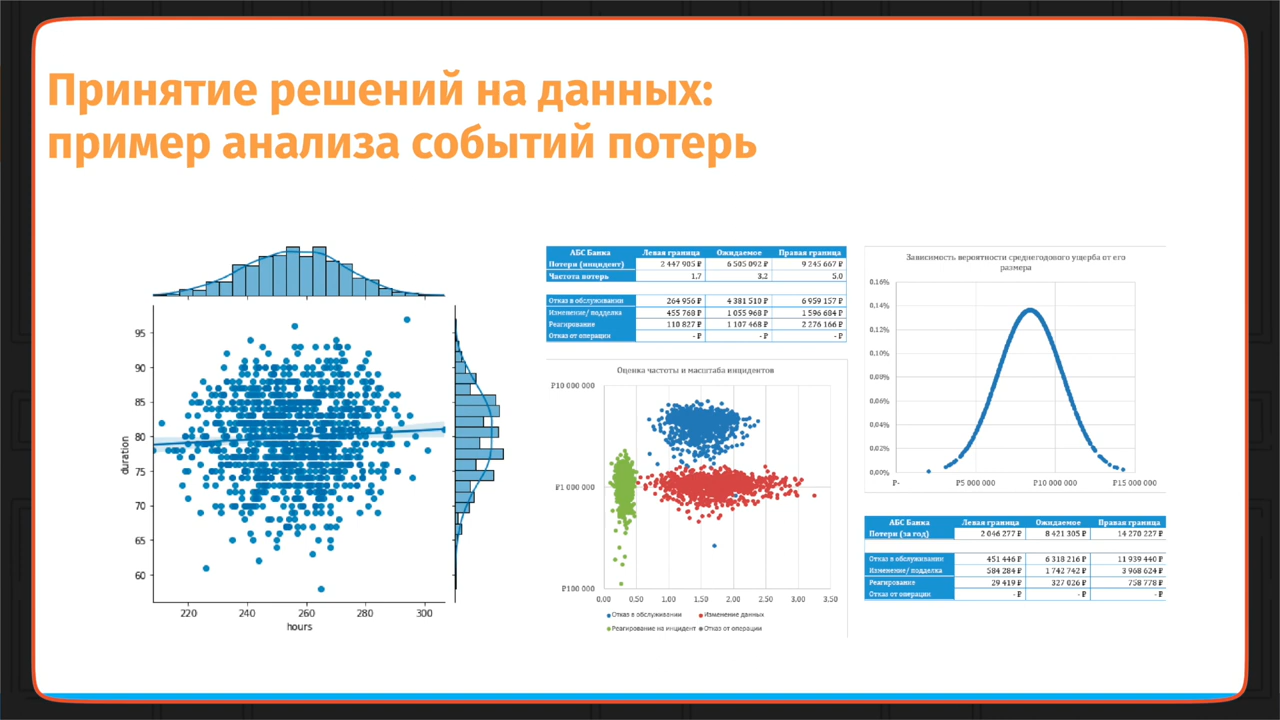 Принятие решений на данных:
пример анализа событий потерь
95
90
85
80
75
70
65
60
duration
220 240 260 280 300
hours
АБС Банка Левая граница Ожидаемое Правая граница
Потери (инцидент) 2 447 905 ₽ 6 505 092 ₽ 9 245 667 ₽
Частота потерь 1.7 3.2 5.0
Отказ в обслуживании 264 956 ₽ 4 381 510 ₽ 6 959 157 ₽
Изменение/ подделка 455 768 ₽ 1 055 968 ₽ 1 596 684 ₽
Реагирование 110 827 ₽ 1 107 468 ₽ 2 276 166 ₽
Отказ от операции - ₽ - ₽ - ₽
Оценка частоты и масштаба инцидентов
₽10 000 000
₽1 000 000
₽100 000
0.00 0.50 1.00 1.50 2.00 2.50 3.00 3.50
Отказ в обслуживании Изменение данных
Реагирование на инцидент Отказ от операции
Зависимость вероятности среднегодового ущерба от его
размера
0,16%
0,14%
0,12%
0,10%
0,08%
0,06%
0,04%
0,02%
0,00%
₽- ₽5 000 000 ₽10 000 000 ₽15 000 000
АБС Банка Левая граница Ожидаемое Правая граница
Потери (за год) 2 046 277 ₽ 8 421 305 ₽ 14 270 227 ₽
Отказ в обслуживании 451 446 ₽ 6 318 216 ₽ 11 939 440 ₽
Изменение/ подделка 584 284 ₽ 1 742 742 ₽ 3 968 624 ₽
Реагирование 29 419 ₽ 327 026 ₽ 758 778 ₽
Отказ от операции - ₽ - ₽ - ₽